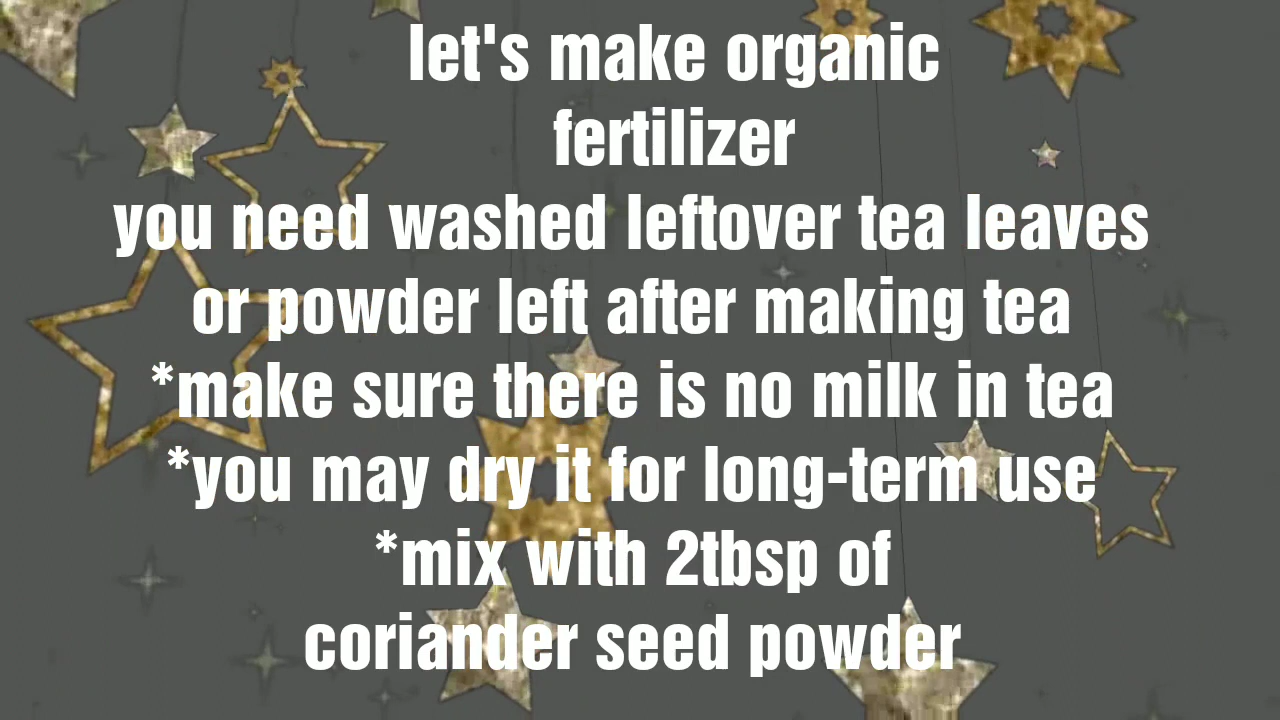 let's make organic
fertilizer
you need washed leftover tea leaves
or powder left after making tea
*make sure there is no milk in tea
*you may dry it for long-term use
*mix with 2tbsp of
coriander seed powder